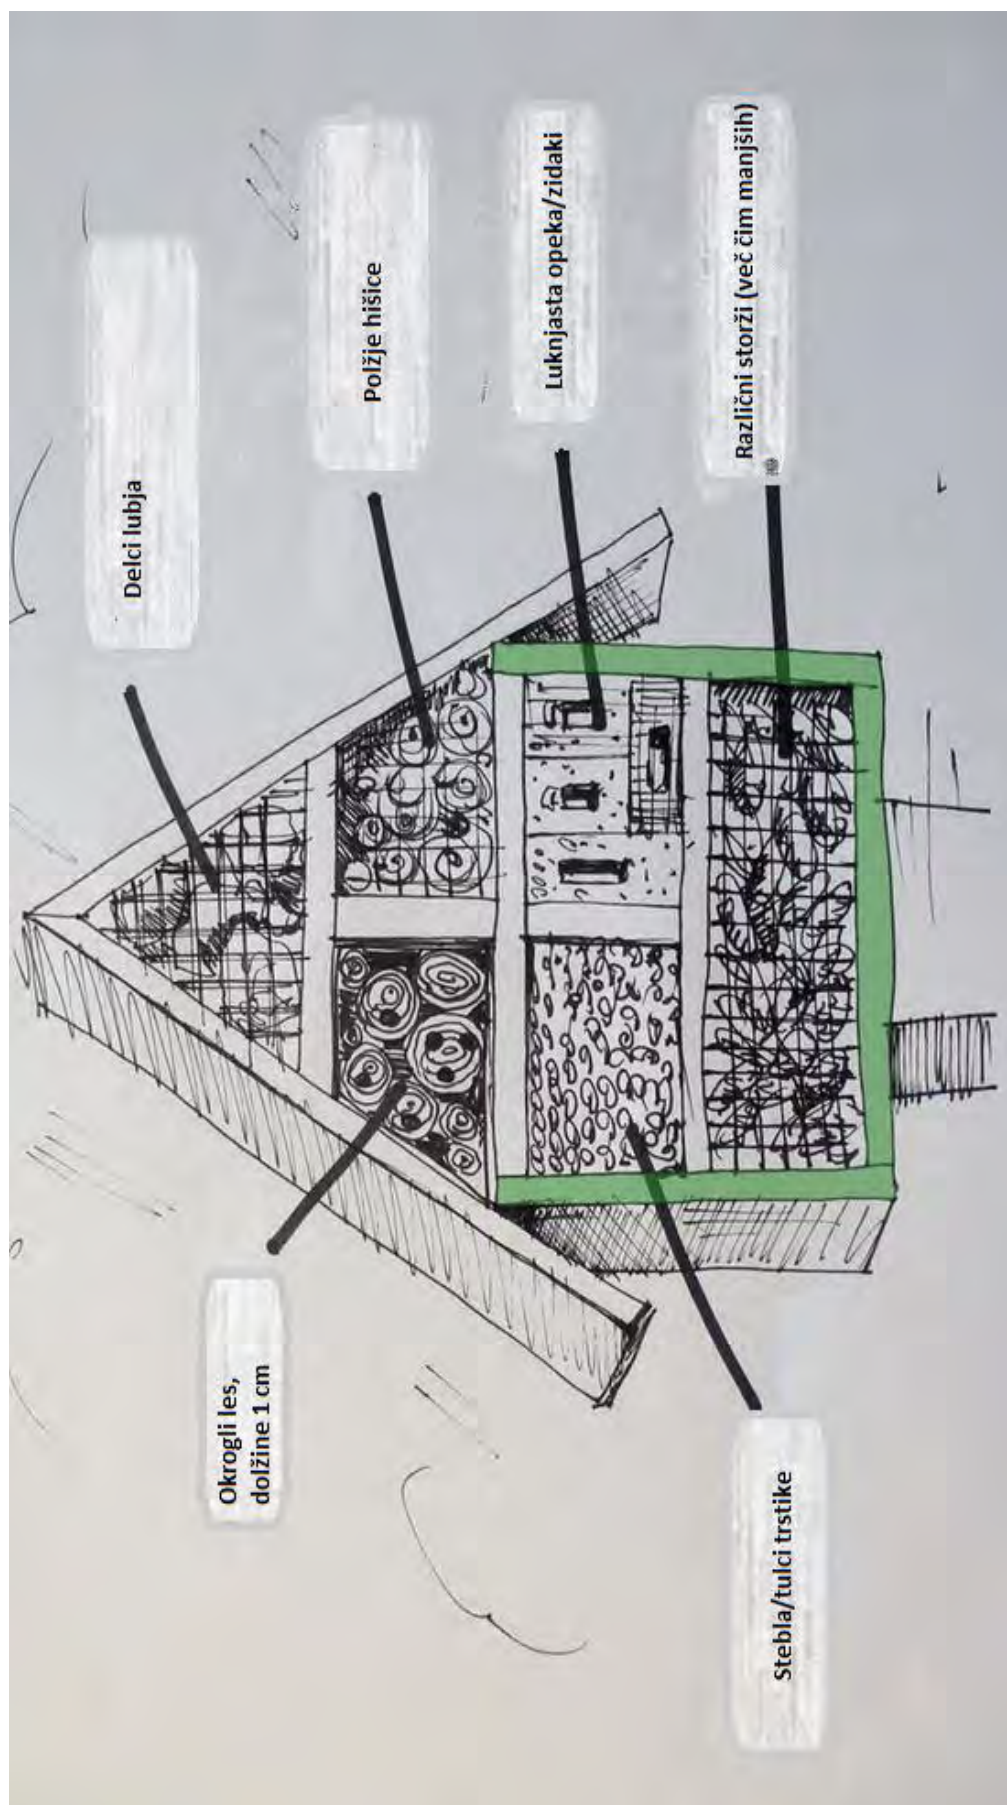 Delci lubja
Polžje hišice
Luknjasta opeka/zidaki
Različni storži (več čim manjših)
Okrogli les,
dolžine 1 cm
Stebla/tulci trstike